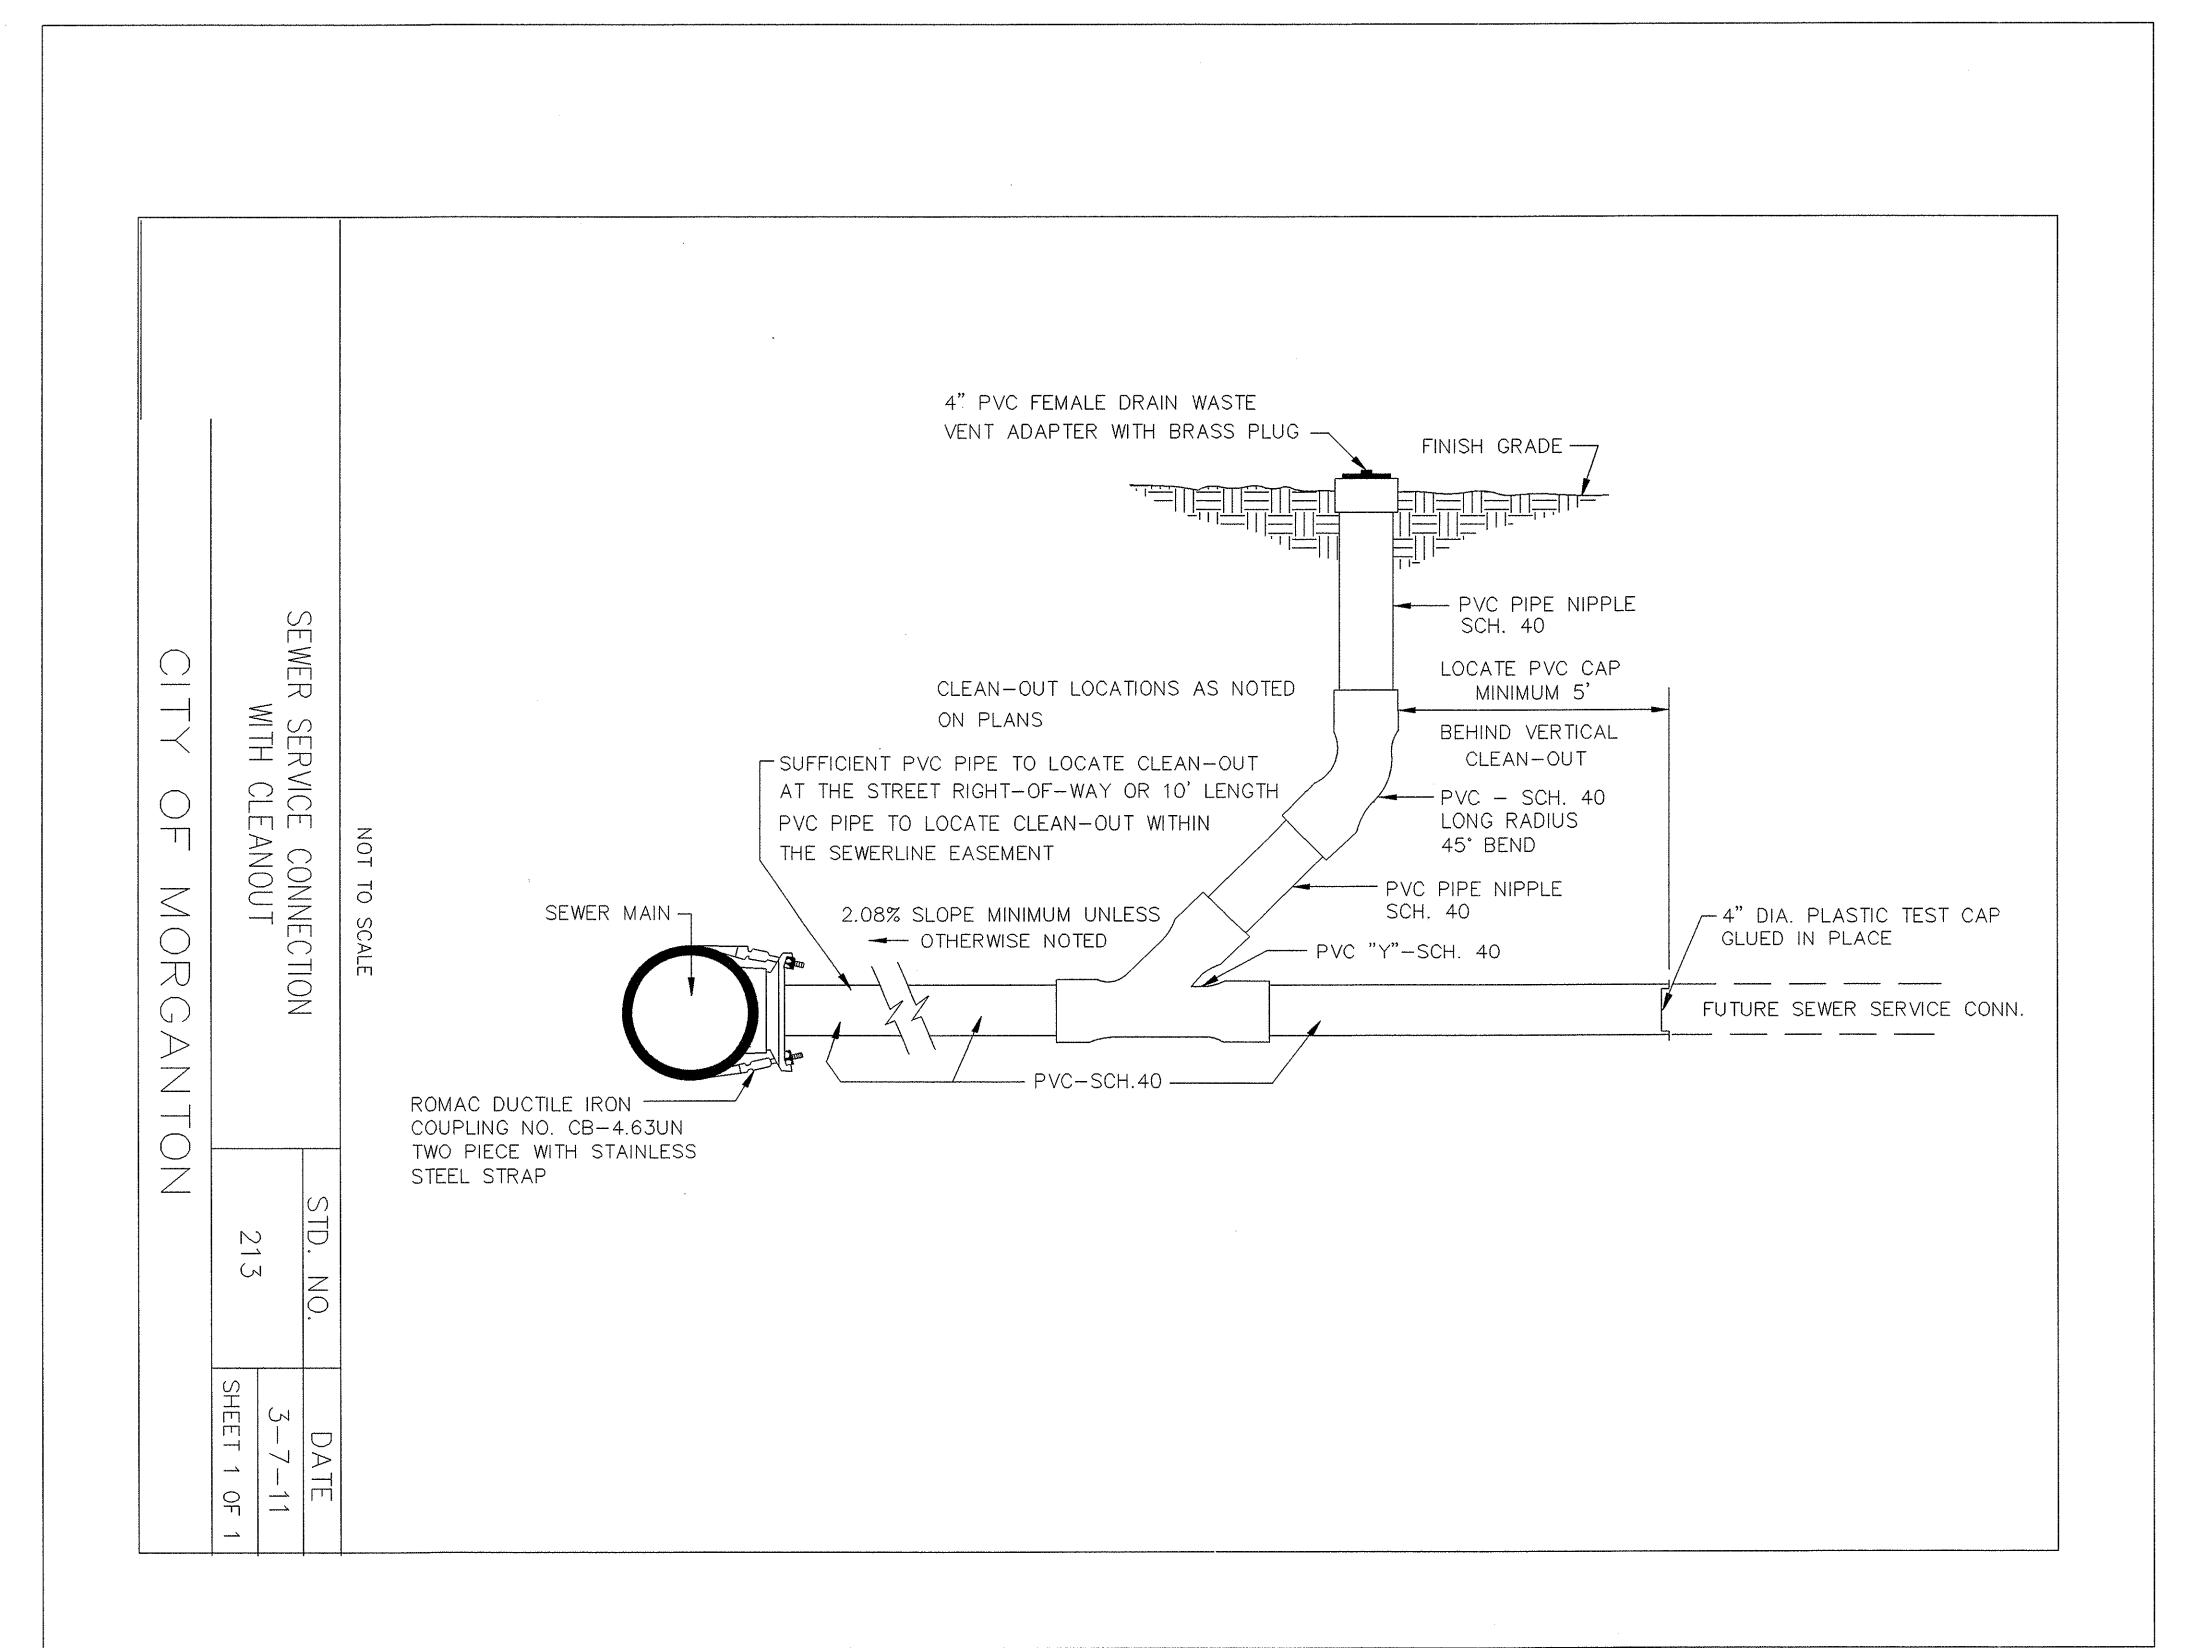 4" PVC FEMALE DRAIN WASTE
VENT ADAPTER WITH BRASS PLUG
FINISH GRADE
PVC PIPE NIPPLE
SCH. 40
LOCATE PVC CAP
MINIMUM 5'
BEHIND VERTICAL
CLEAN-OUT
CLEAN-OUT LOCATIONS AS NOTED
ON PLANS
SUFFICIENT PVC PIPE TO LOCATE CLEAN-OUT
AT THE STREET RIGHT-OF-WAY OR 10' LENGTH
PVC PIPE TO LOCATE CLEAN-OUT WITHIN
THE SEWERLINE EASEMENT
PVC - SCH. 40
LONG RADIUS
45° BEND
PVC PIPE NIPPLE
SCH. 40
SEWER MAIN
2.08% SLOPE MINIMUM UNLESS
OTHERWISE NOTED
PVC "Y"-SCH. 40
4" DIA. PLASTIC TEST CAP
GLUED IN PLACE
FUTURE SEWER SERVICE CONN.
PVC-SCH.40
ROMAC DUCTILE IRON
COUPLING NO. CB-4.63UN
TWO PIECE WITH STAINLESS
STEEL STRAP
NOT TO SCALE
SEWER SERVICE CONNECTION
WITH CLEANOUT
STD. NO.
213
DATE
3-7-11
SHEET 1 OF 1
CITY OF MORGANTON